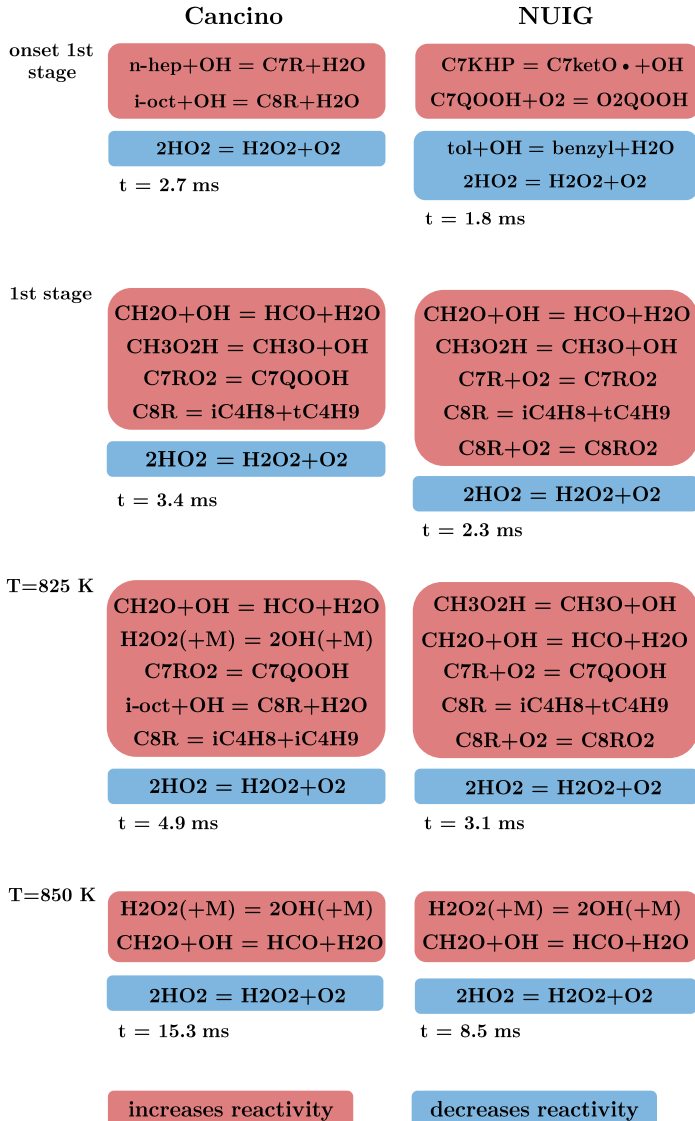 Cancino NUIG
onset 1st
stage
n-hep+OH = C7R+H2O
i-oct+OH = C8R+H2O
2HO2 = H2O2+O2
t = 2.7 ms
C7KHP = C7ketO•+OH
C7QOOH+O2 = O2QOOH
tol+OH = benzyl+H2O
2HO2 = H2O2+O2
t = 1.8 ms
1st stage
CH2O+OH = HCO+H2O
CH3O2H = CH3O+OH
C7RO2 = C7QOOH
C8R = iC4H8+tC4H9
2HO2 = H2O2+O2
t = 3.4 ms
CH2O+OH = HCO+H2O
CH3O2H = CH3O+OH
C7R+O2 = C7RO2
C8R = iC4H8+tC4H9
C8R+O2 = C8RO2
2HO2 = H2O2+O2
t = 2.3 ms
T=825 K
CH2O+OH = HCO+H2O
H2O2(+M) = 2OH(+M)
C7RO2 = C7QOOH
i-oct+OH = C8R+H2O
C8R = iC4H8+iC4H9
2HO2 = H2O2+O2
t = 4.9 ms
CH3O2H = CH3O+OH
CH2O+OH = HCO+H2O
C7R+O2 = C7QOOH
C8R = iC4H8+tC4H9
C8R+O2 = C8RO2
2HO2 = H2O2+O2
t = 3.1 ms
T=850 K
H2O2(+M) = 2OH(+M)
CH2O+OH = HCO+H2O
2HO2 = H2O2+O2
t = 15.3 ms
H2O2(+M) = 2OH(+M)
CH2O+OH = HCO+H2O
2HO2 = H2O2+O2
t = 8.5 ms
increases reactivity
decreases reactivity